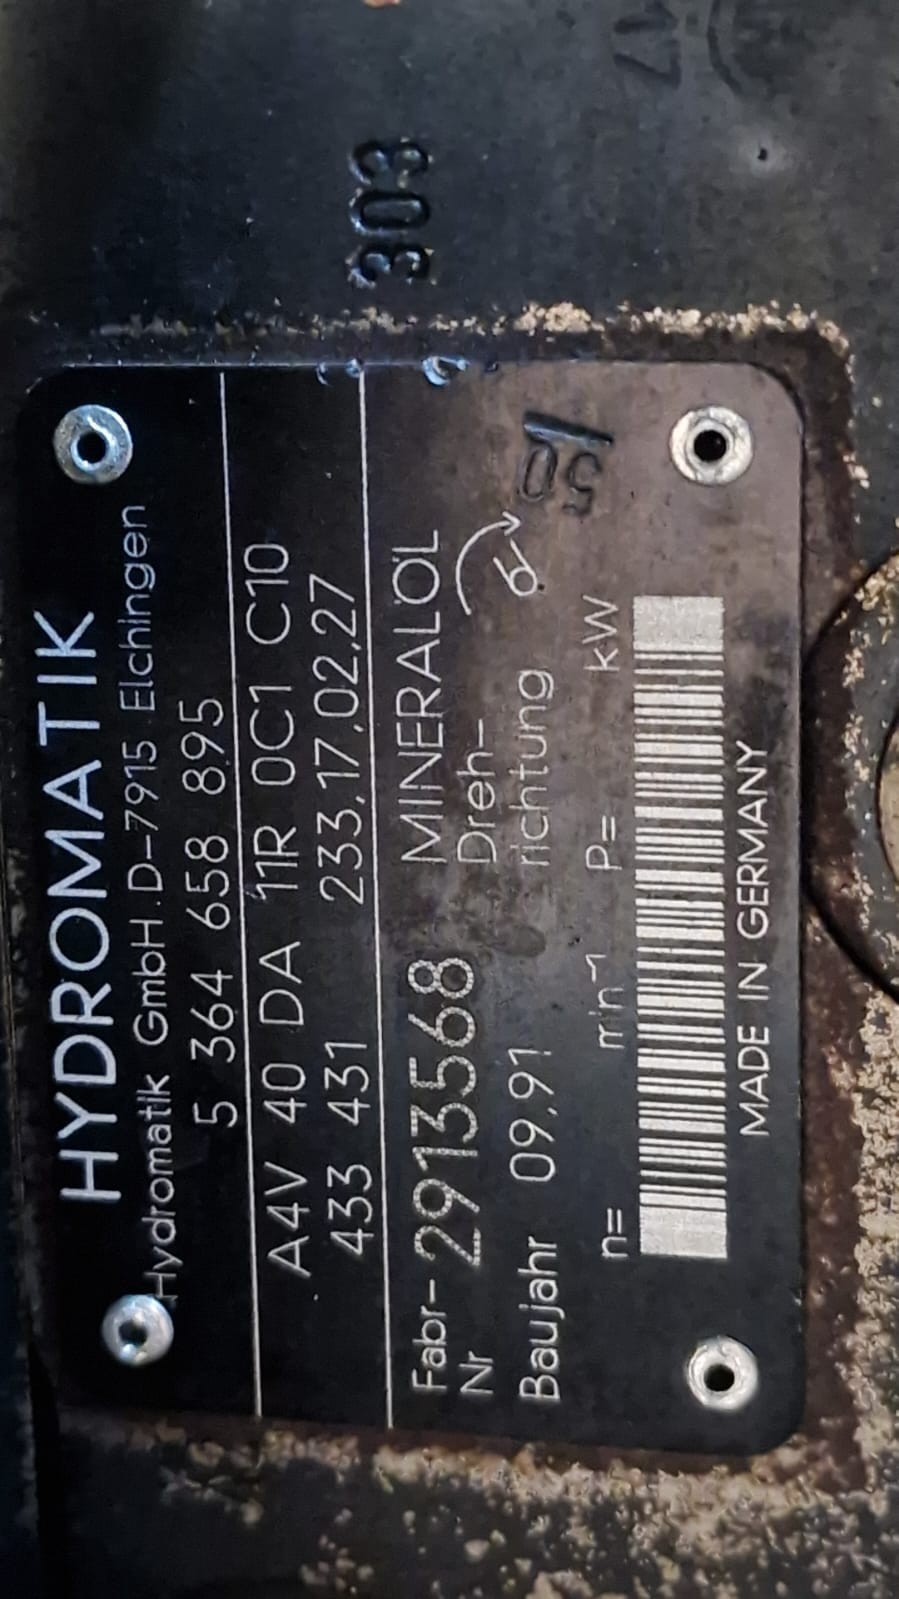 HYDROMATIK
Hydromatik GmbH.D-7915 Elchingen
5 364 658 895
A4V 40 DA 11R 0C1 C10
433 431 233.17.02.27
Fabr-Nr 2913568 MINERALÖL
Baujahr 09.91 Dreh-richtung
n= min⁻¹ P= kW
MADE IN GERMANY
303
50